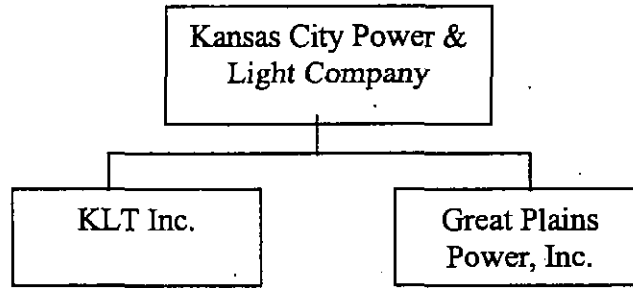 Kansas City Power &
Light Company
KLT Inc.
Great Plains
Power, Inc.